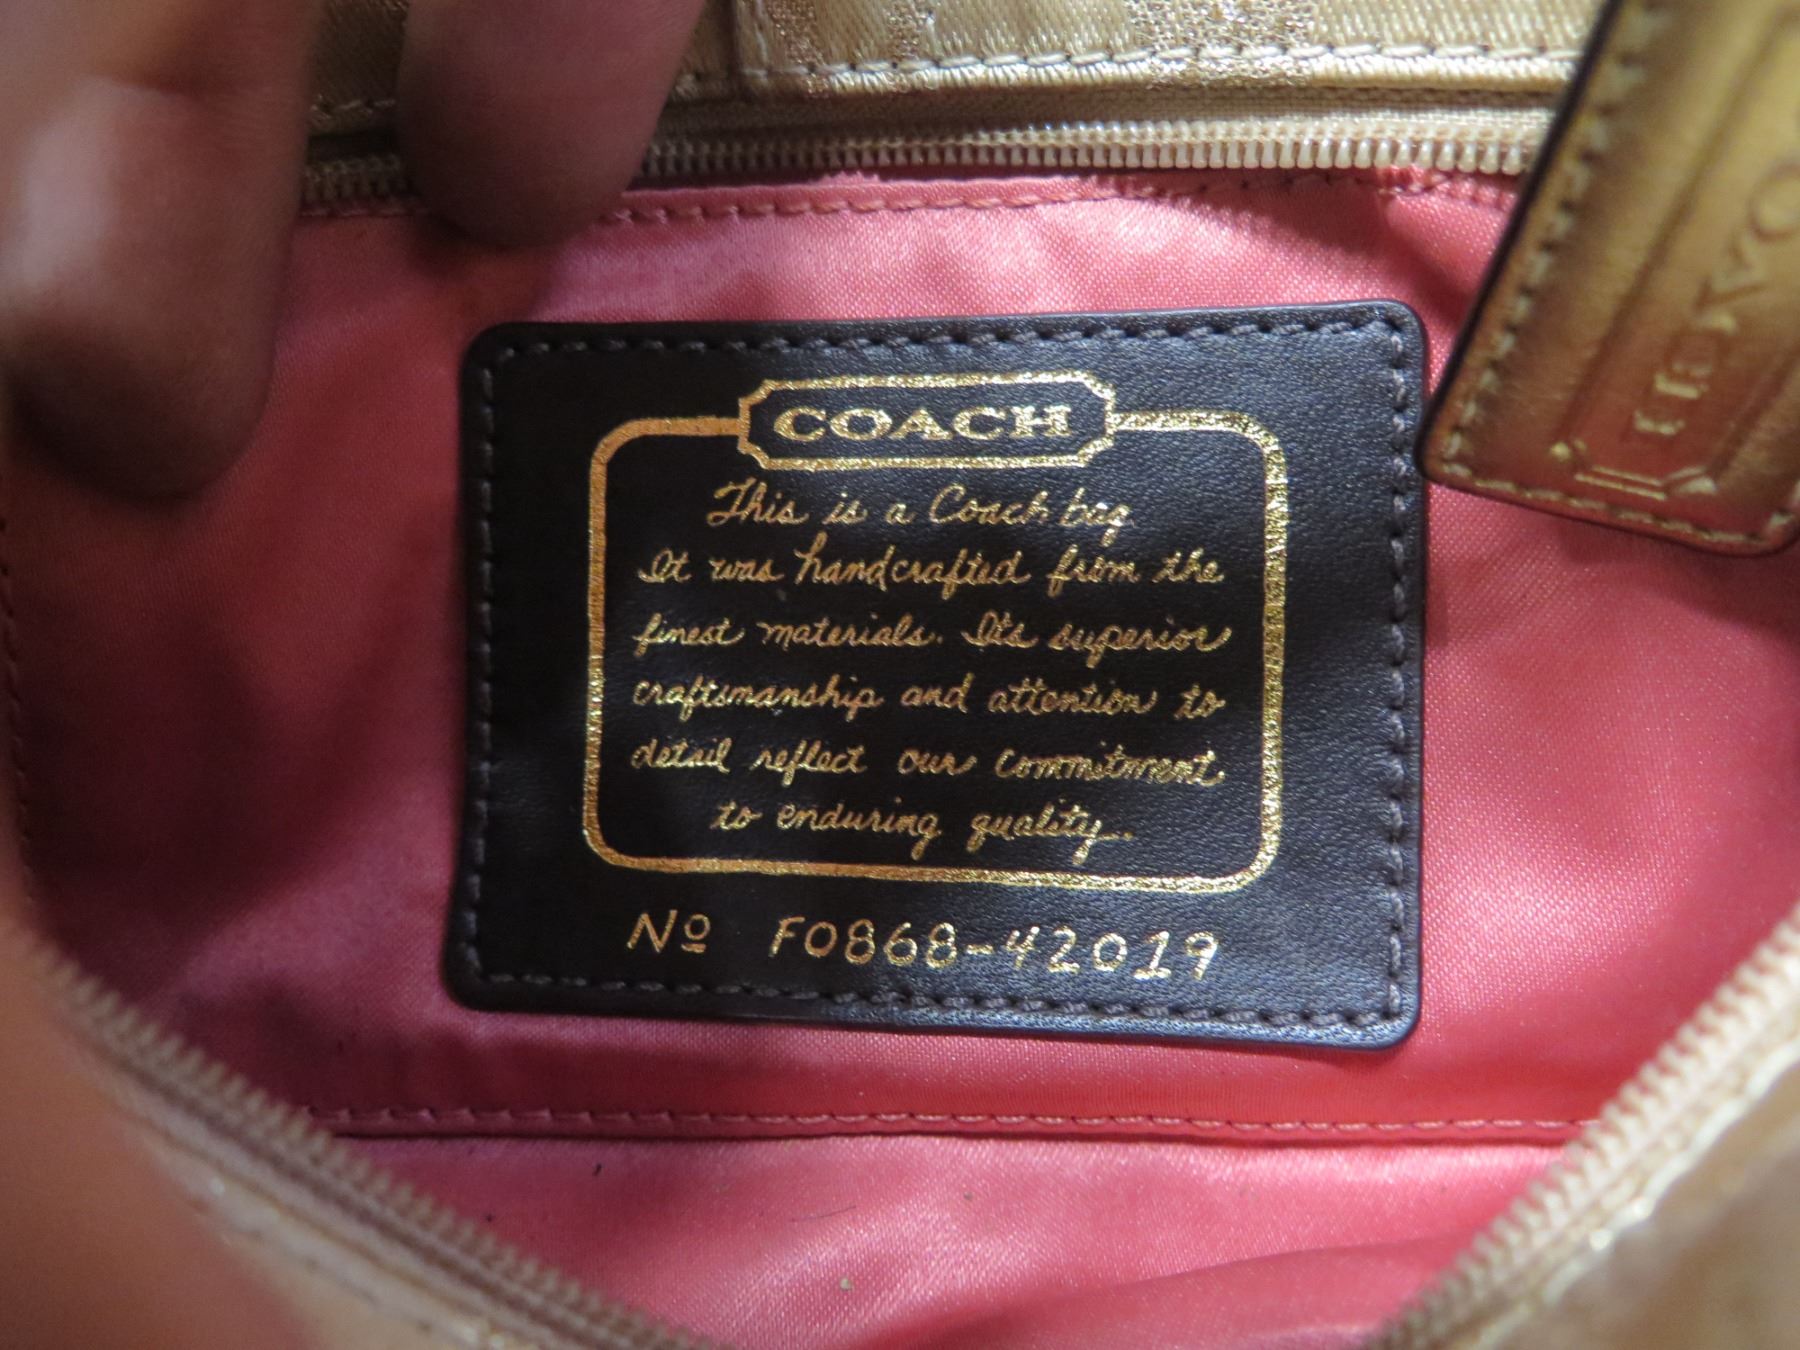 COACH
This is a Coach bag.
It was handcrafted from the
finest materials. Its superior
craftsmanship and attention to
detail reflect our commitment
to enduring quality.
Nº F0868-42019
COACH